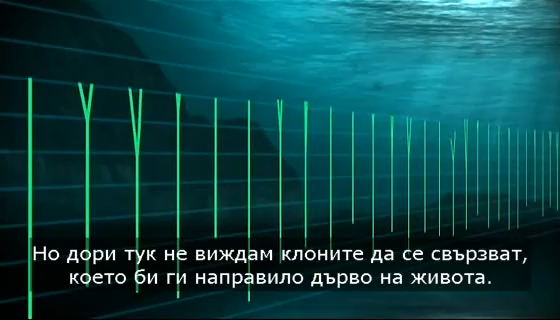 Но дори тук не виждам клоните да се свързват,
което би ги направило дърво на живота.